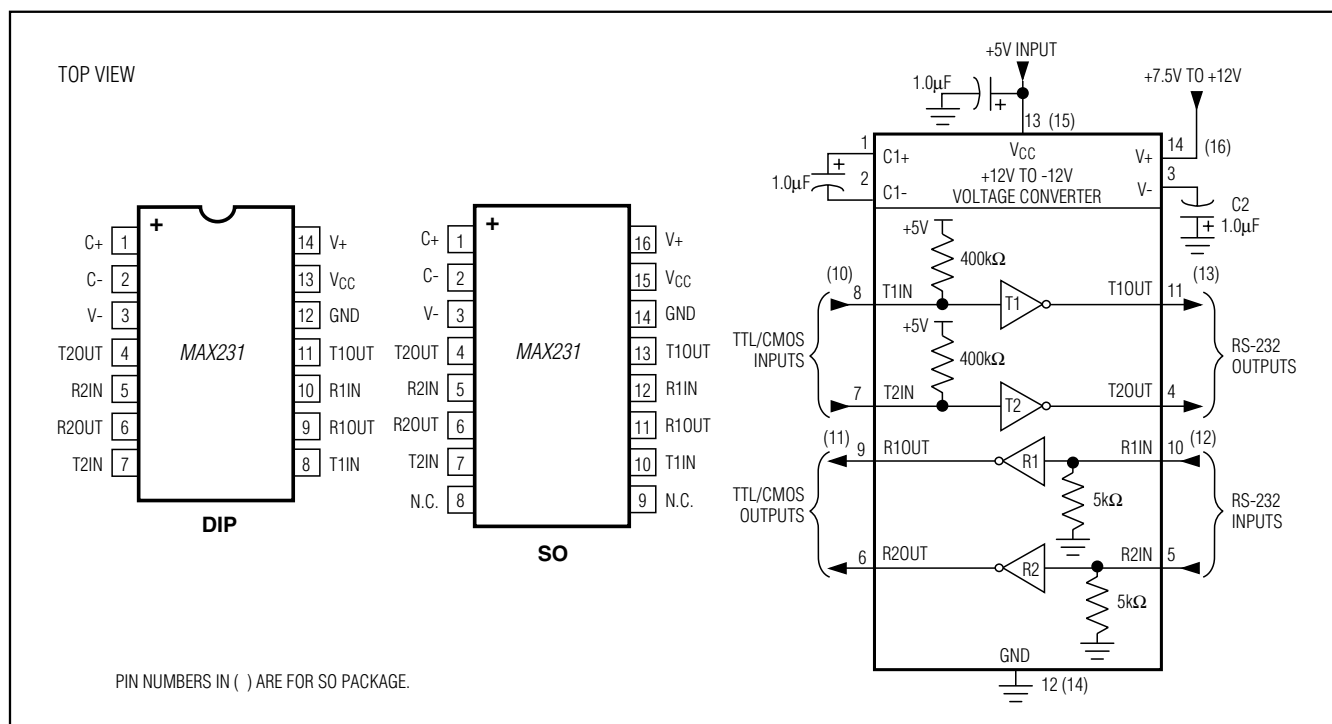 TOP VIEW
+
C+ 1
C- 2
V- 3
T2OUT 4
R2IN 5
R2OUT 6
T2IN 7
MAX231
14 V+
13 VCC
12 GND
11 T1OUT
10 R1IN
9 R1OUT
8 T1IN
DIP
+
C+ 1
C- 2
V- 3
T2OUT 4
R2IN 5
R2OUT 6
T2IN 7
N.C. 8
MAX231
16 V+
15 VCC
14 GND
13 T1OUT
12 R1IN
11 R1OUT
10 T1IN
9 N.C.
SO
PIN NUMBERS IN ( ) ARE FOR SO PACKAGE.
+5V INPUT
1.0μF
+
+7.5V TO +12V
13 (15)
VCC
1
C1+
+
1.0μF
2
C1-
+12V TO -12V
VOLTAGE CONVERTER
V+
14
(16)
V-
3
C2
+
1.0μF
+5V
400kΩ
(10)
8
T1IN
T1
T1OUT
11
(13)
+5V
400kΩ
TTL/CMOS
INPUTS
RS-232
OUTPUTS
7
T2IN
T2
T2OUT
4
(11)
9
R1OUT
R1
R1IN
10
(12)
5kΩ
TTL/CMOS
OUTPUTS
RS-232
INPUTS
6
R2OUT
R2
R2IN
5
5kΩ
GND
12 (14)